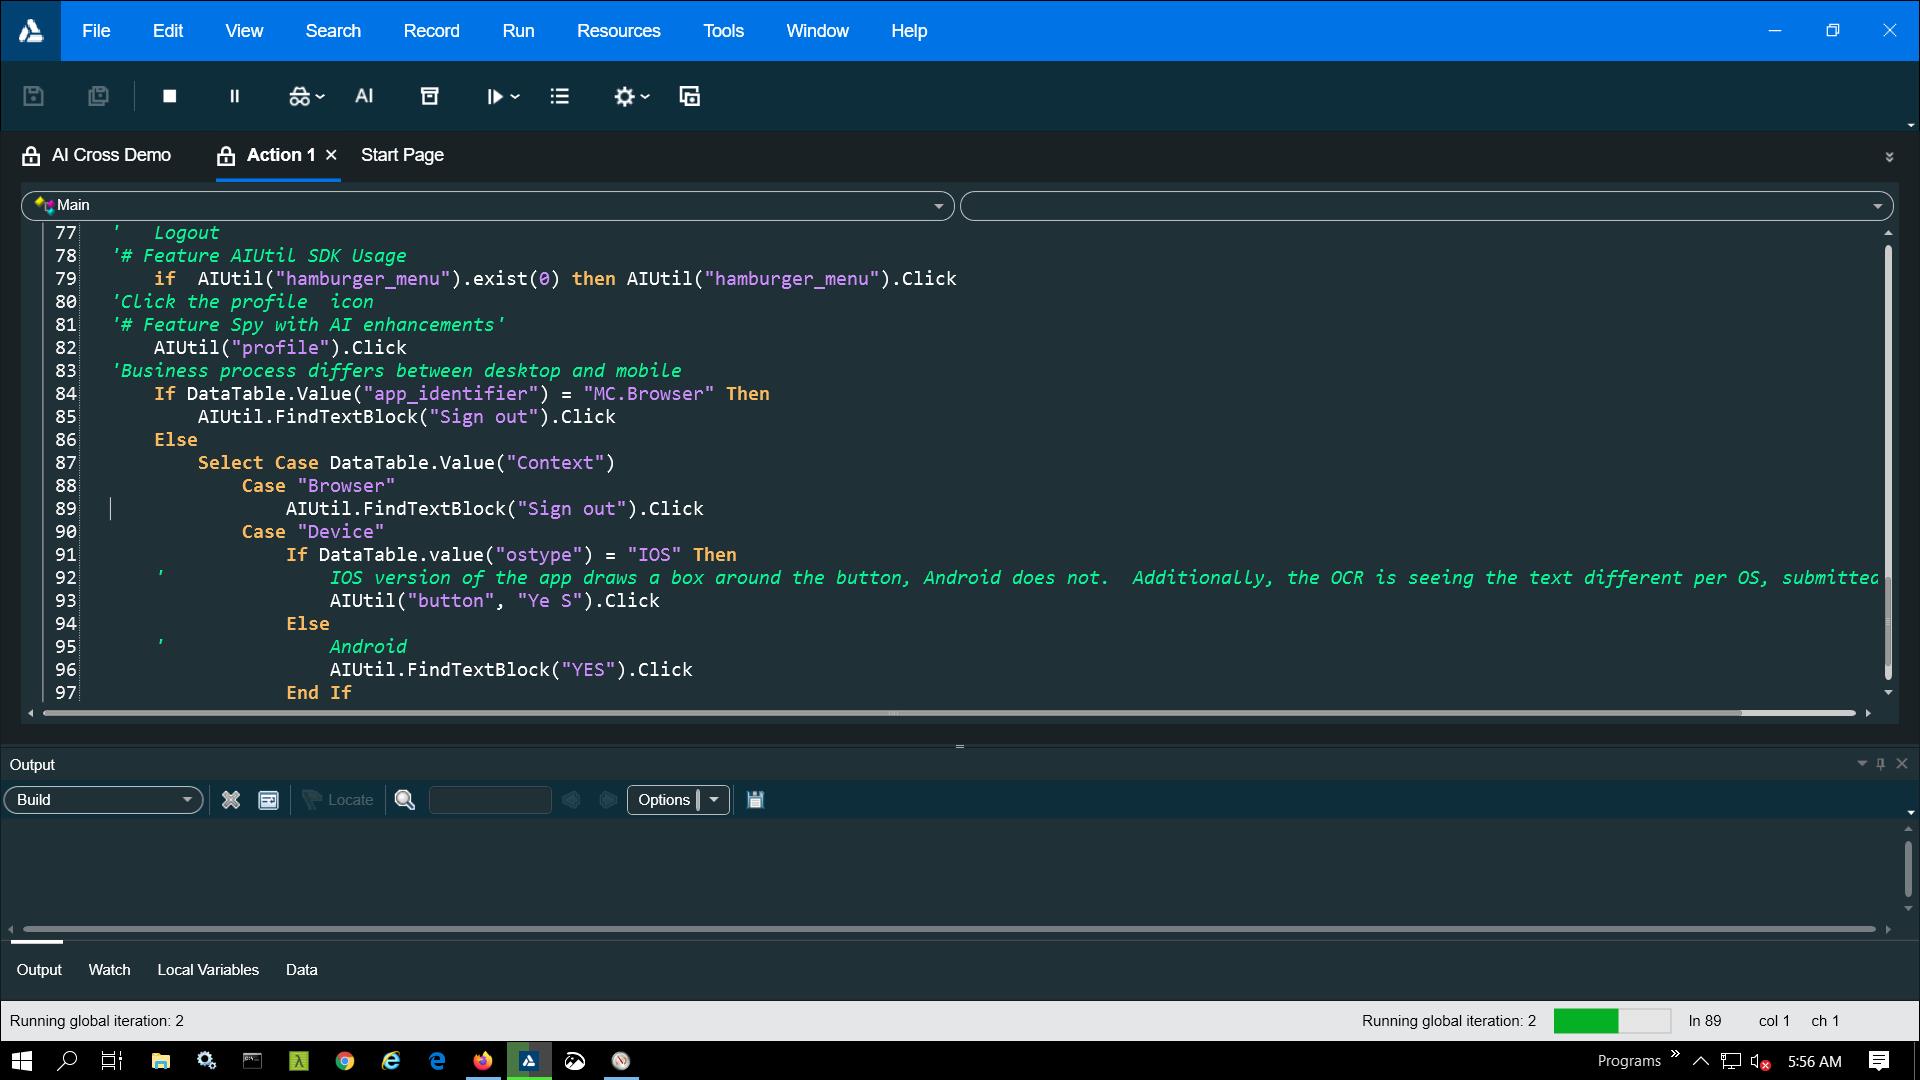 File Edit View Search Record Run Resources Tools Window Help
AI
AI Cross Demo Action 1 Start Page
Main
77 '   Logout
78 '# Feature AIUtil SDK Usage
79 if  AIUtil("hamburger_menu").exist(0) then AIUtil("hamburger_menu").Click
80 'Click the profile  icon
81 '# Feature Spy with AI enhancements'
82 AIUtil("profile").Click
83 'Business process differs between desktop and mobile
84 If DataTable.Value("app_identifier") = "MC.Browser" Then
85 AIUtil.FindTextBlock("Sign out").Click
86 Else
87 Select Case DataTable.Value("Context")
88 Case "Browser"
89 AIUtil.FindTextBlock("Sign out").Click
90 Case "Device"
91 If DataTable.value("ostype") = "IOS" Then
92 ' IOS version of the app draws a box around the button, Android does not.  Additionally, the OCR is seeing the text different per OS, submitted
93 AIUtil("button", "Ye S").Click
94 Else
95 ' Android
96 AIUtil.FindTextBlock("YES").Click
97 End If
Output
Build Locate Options
Output Watch Local Variables Data
Running global iteration: 2 Running global iteration: 2 ln 89 col 1 ch 1
Programs » 5:56 AM